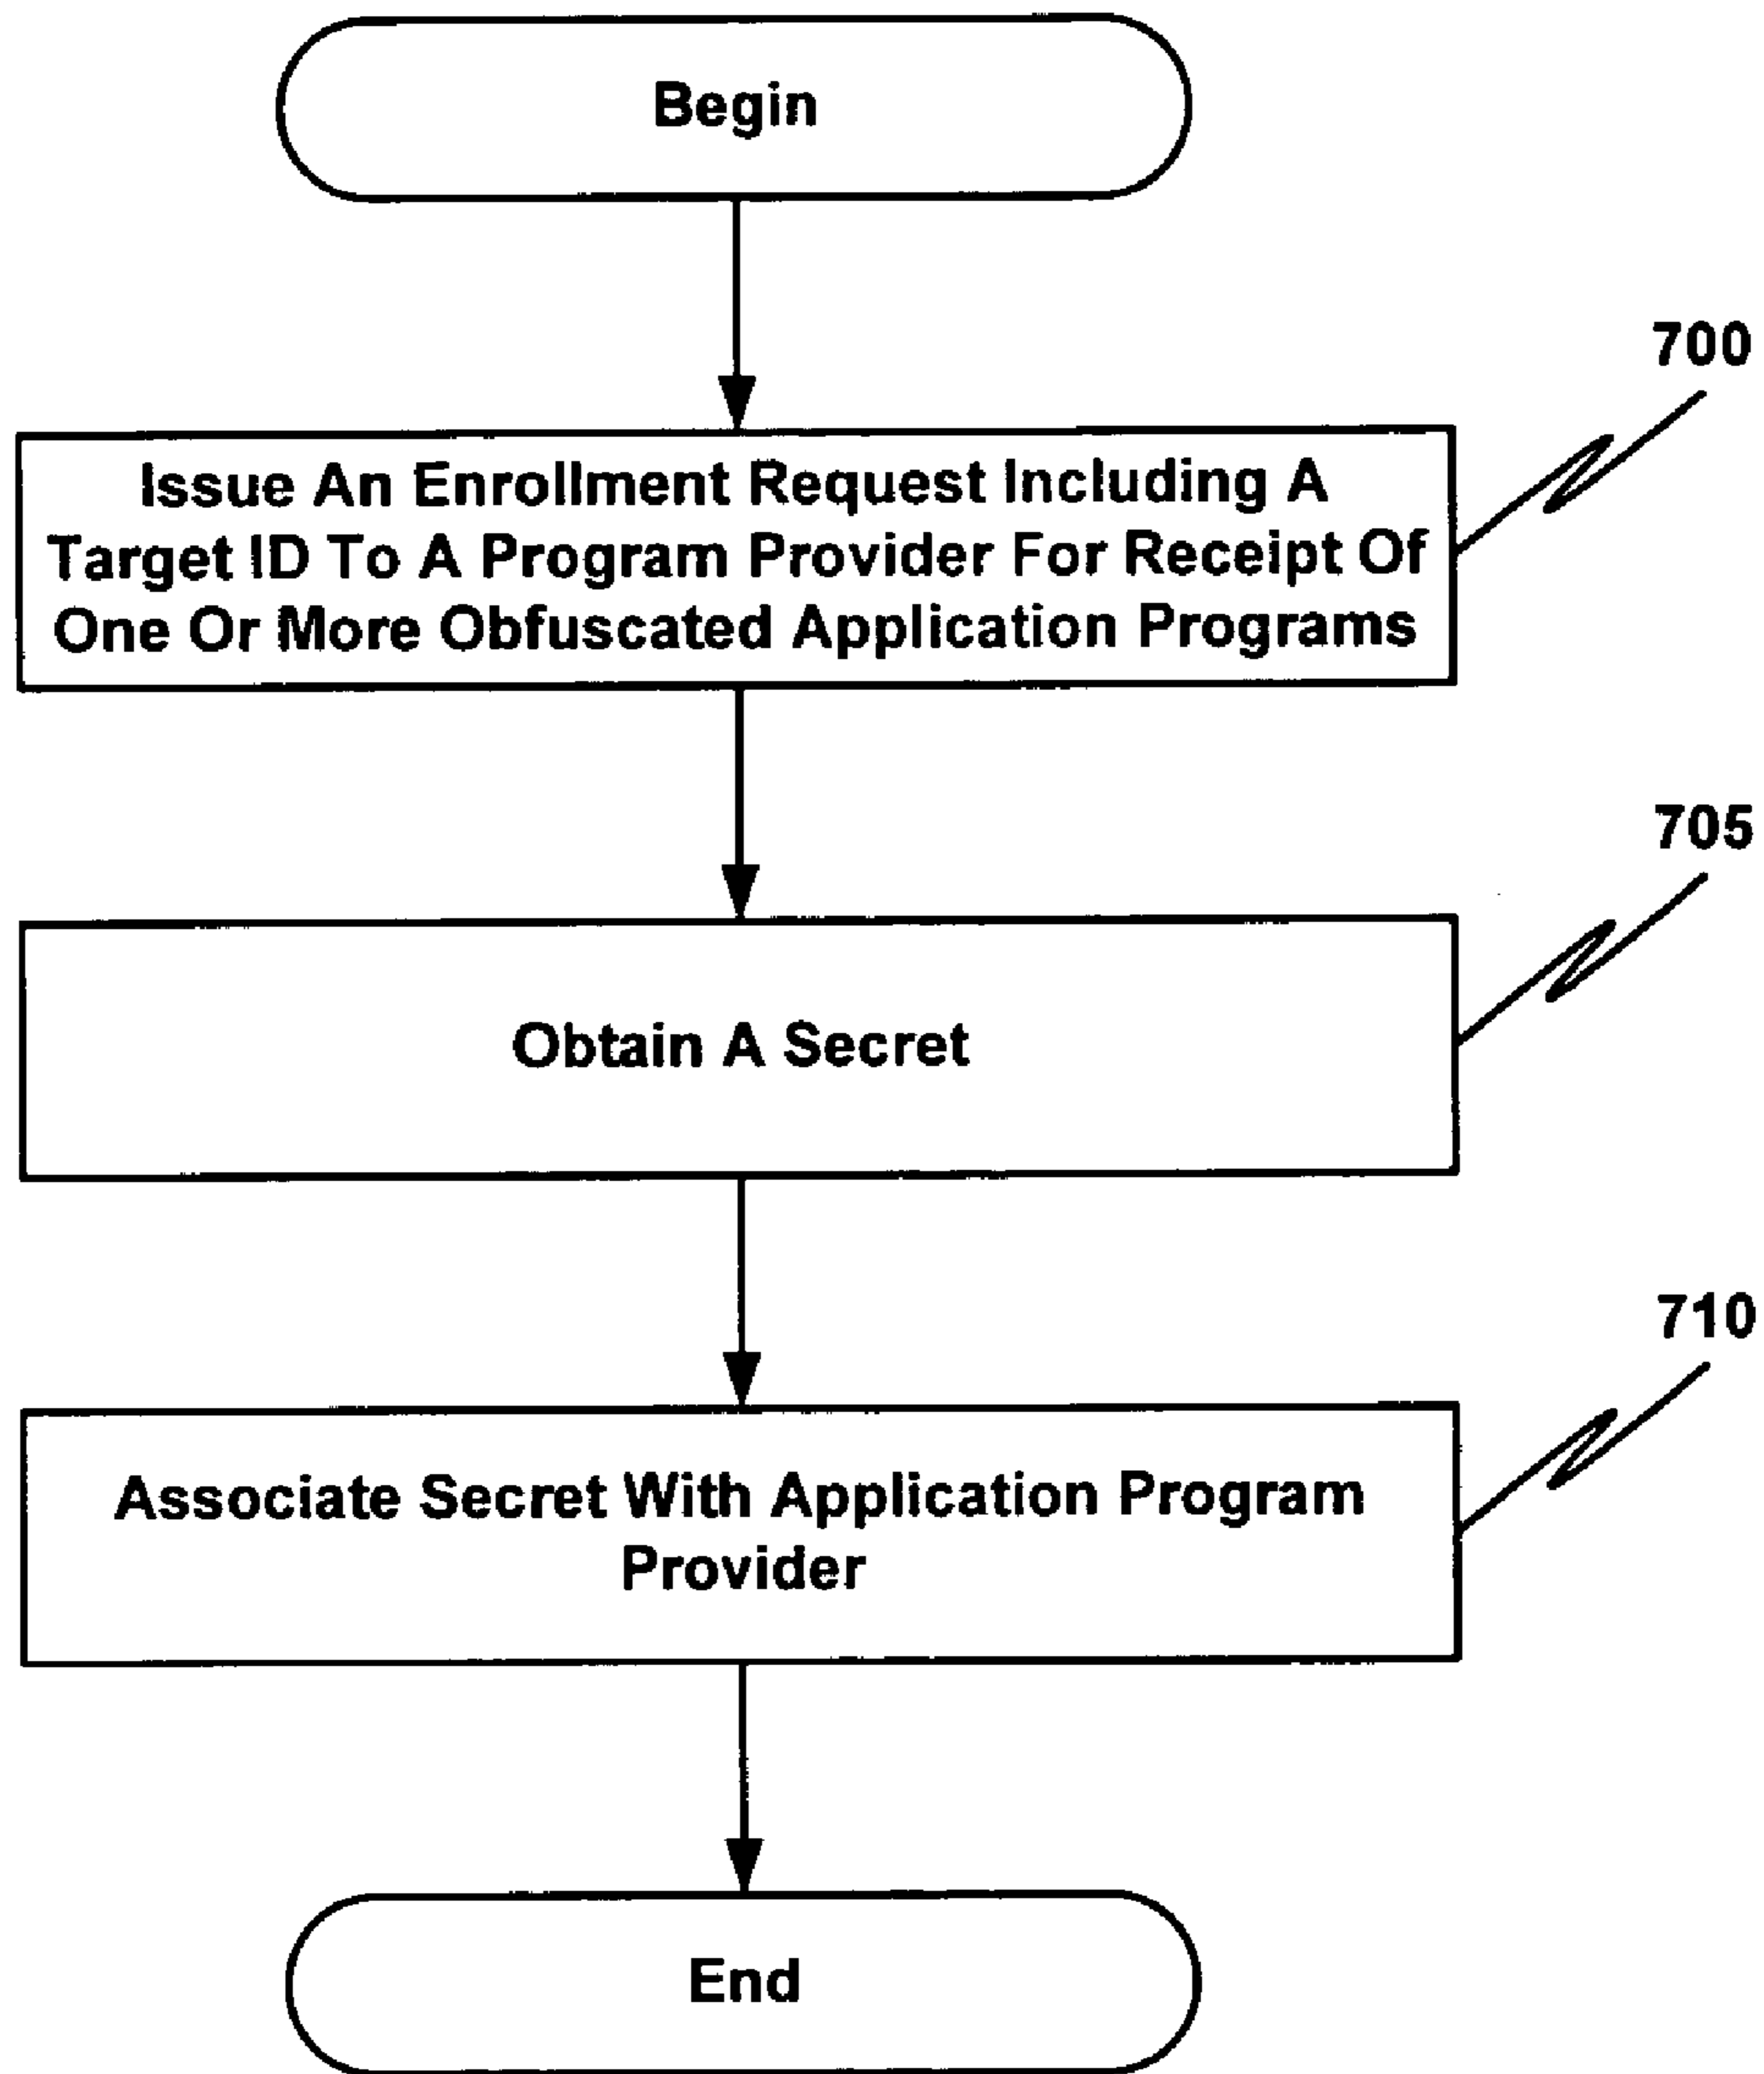 Begin
700
Issue An Enrollment Request Including A
Target ID To A Program Provider For Receipt Of
One Or More Obfuscated Application Programs
705
Obtain A Secret
710
Associate Secret With Application Program
Provider
End